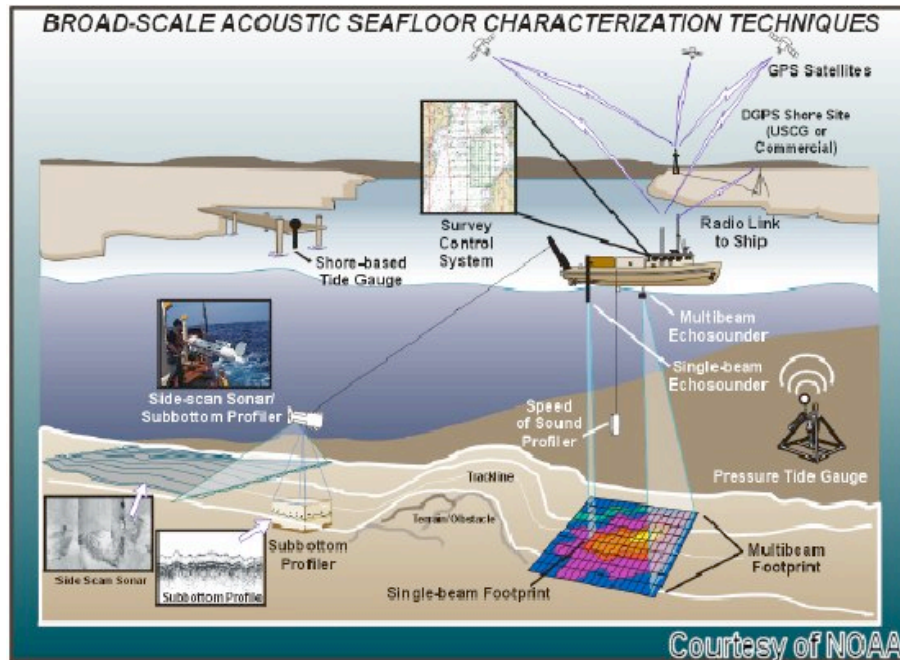 BROAD-SCALE ACOUSTIC SEAFLOOR CHARACTERIZATION TECHNIQUES
GPS Satellites
DGPS Shore Site
(USCG or
Commercial)
Radio Link
to Ship
Survey
Control
System
Shore-based
Tide Gauge
Multibeam
Echosounder
Single-beam
Echosounder
Side-scan Sonar/
Subbottom Profiler
Speed
of Sound
Profiler
Pressure Tide Gauge
Trackline
Terrain/Obstacle
Subbottom
Profiler
Multibeam
Footprint
Single-beam Footprint
Side Scam Sonar
Subbottom Profile
Courtesy of NOAA